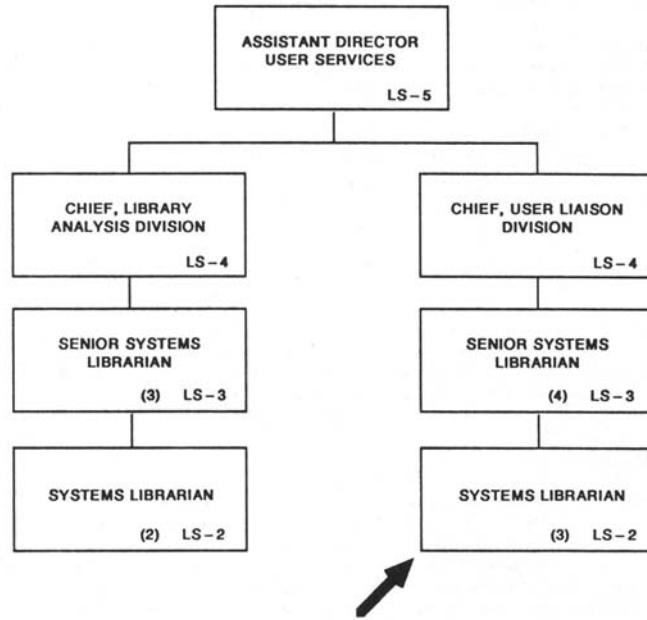 ASSISTANT DIRECTOR
USER SERVICES
LS-5
CHIEF, LIBRARY
ANALYSIS DIVISION
LS-4
CHIEF, USER LIAISON
DIVISION
LS-4
SENIOR SYSTEMS
LIBRARIAN
(3) LS-3
SENIOR SYSTEMS
LIBRARIAN
(4) LS-3
SYSTEMS LIBRARIAN
(2) LS-2
SYSTEMS LIBRARIAN
(3) LS-2